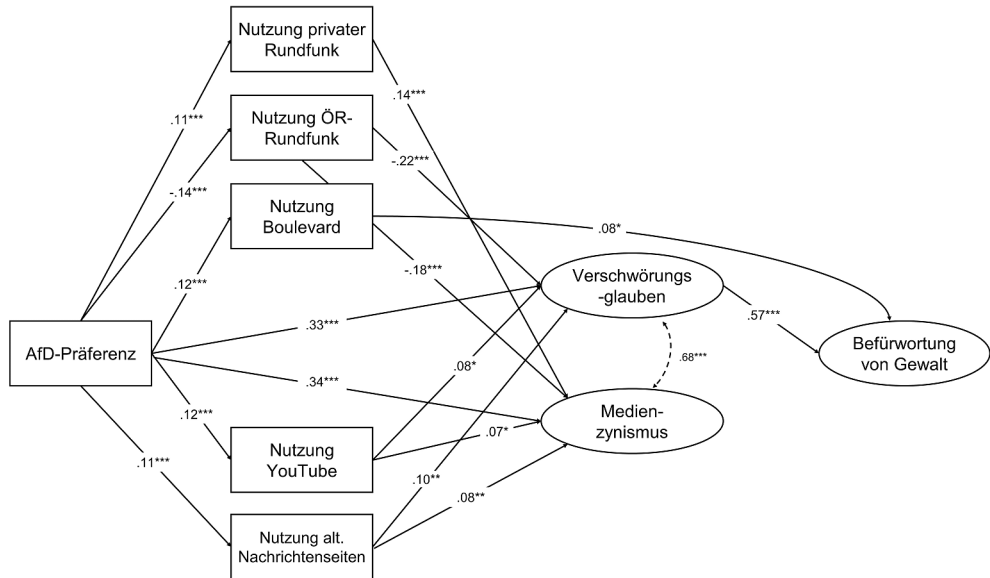 Nutzung privater
Rundfunk
.11***
.14***
Nutzung ÖR-
Rundfunk
-.14***
-.22***
Nutzung
Boulevard
.08*
-.18***
.12***
Verschwörungs
-glauben
.33***
.57***
AfD-Präferenz
Befürwortung
von Gewalt
.34***
.08*
.68***
.12***
Medien-
zynismus
Nutzung
YouTube
.07*
.11***
.10**
.08**
Nutzung alt.
Nachrichtenseiten